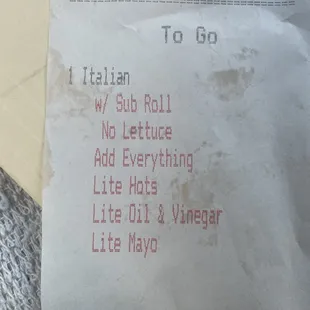 To Go
1 Italian
w/ Sub Roll
No Lettuce
Add Everything
Lite Hots
Lite Oil & Vinegar
Lite Mayo